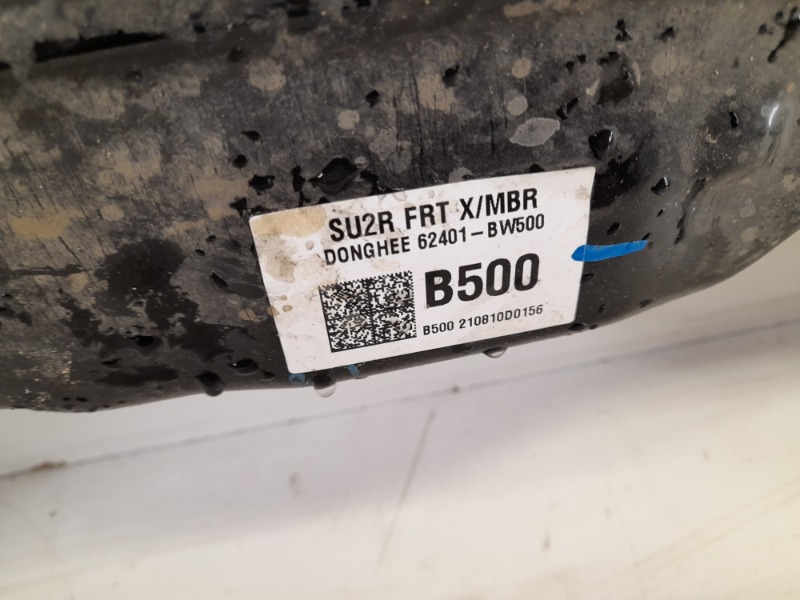 SU2R FRT X/MBR
DONGHEE 62401-BW500
B500
B500 210810D0156